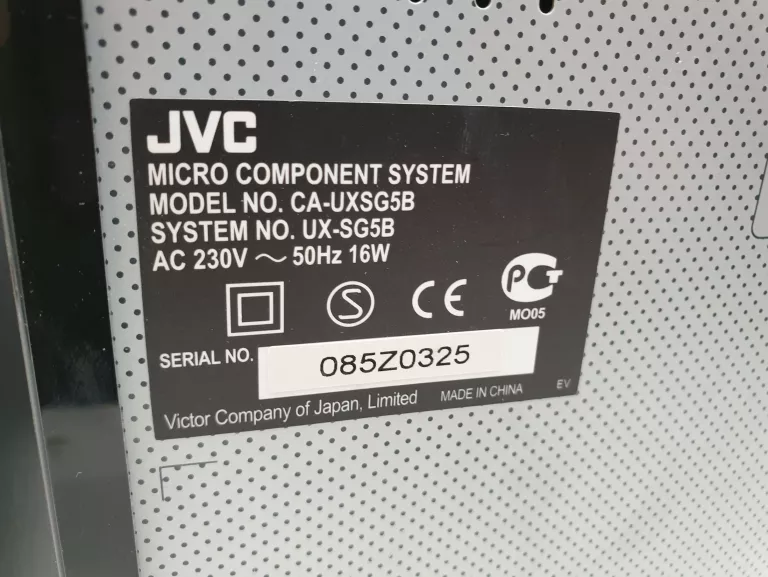 JVC
MICRO COMPONENT SYSTEM
MODEL NO. CA-UXSG5B
SYSTEM NO. UX-SG5B
AC 230V ~ 50Hz 16W
S CE PCT
MO05
SERIAL NO. 085Z0325
Victor Company of Japan, Limited MADE IN CHINA EV